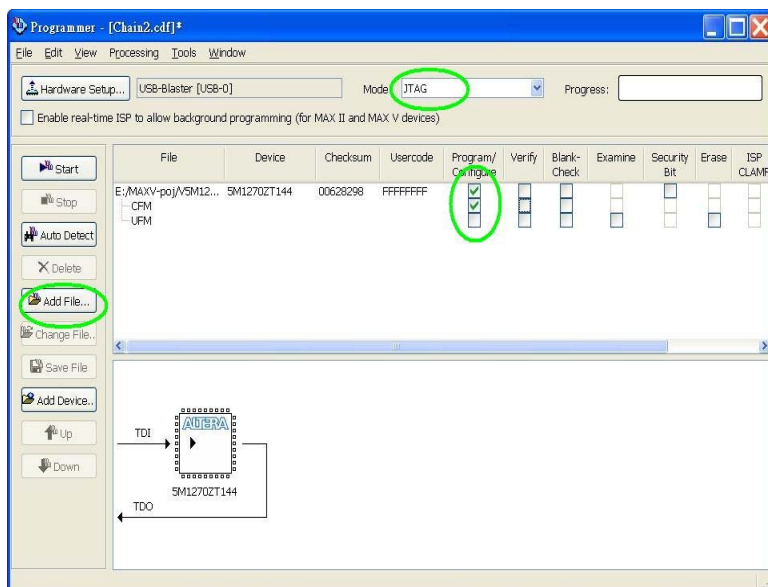 Programmer - [Chain2.cdf]*
File Edit View Processing Tools Window
Hardware Setup... USB-Blaster [USB-0] Mode JTAG Progress:
Enable real-time ISP to allow background programming (for MAX II and MAX V devices)
File Device Checksum Usercode Program/ Configure Verify Blank- Check Examine Security Bit Erase ISP CLAMP
E:/MAXV-poj/V5M12... 5M1270ZT144 00628298 FFFFFFFF
CFM
UFM
Start
Stop
Auto Detect
Delete
Add File...
Change File..
Save File
Add Device..
Up
Down
ALTERA
TDI
5M1270ZT144
TDO